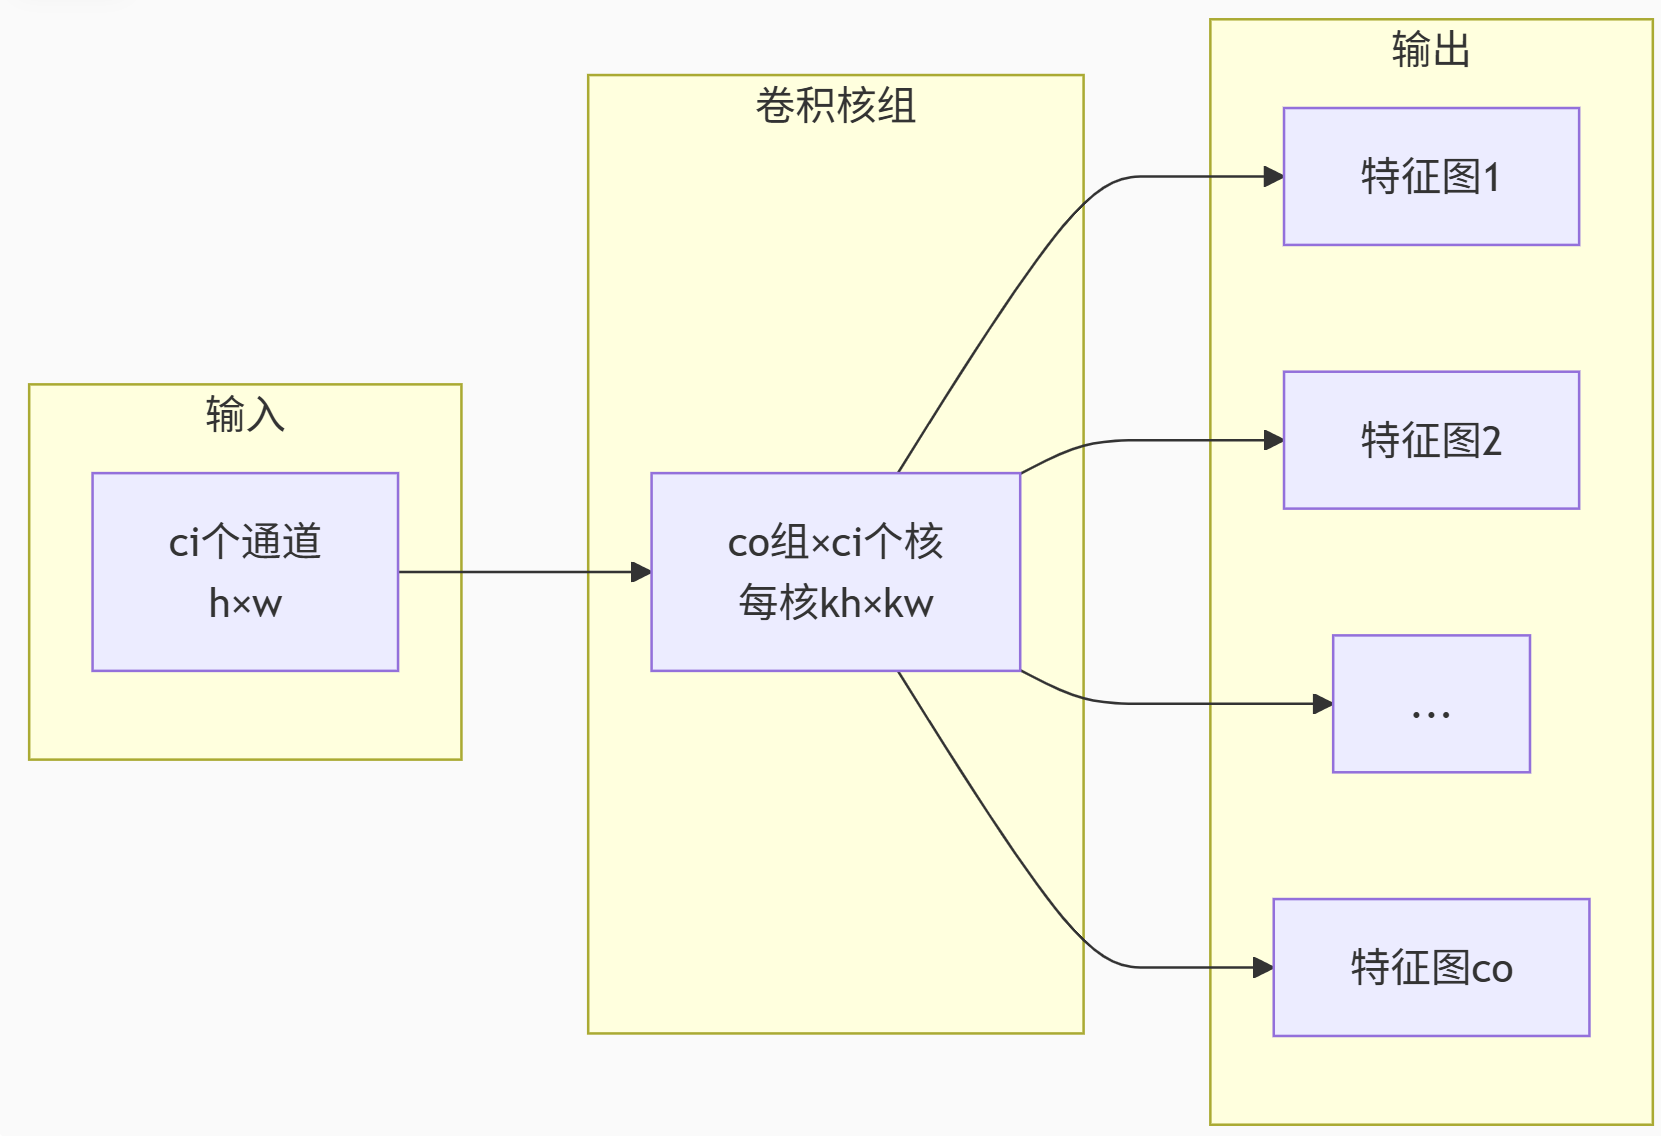 输入
ci个通道
h×w
卷积核组
co组×ci个核
每核kh×kw
输出
特征图1
特征图2
...
特征图co